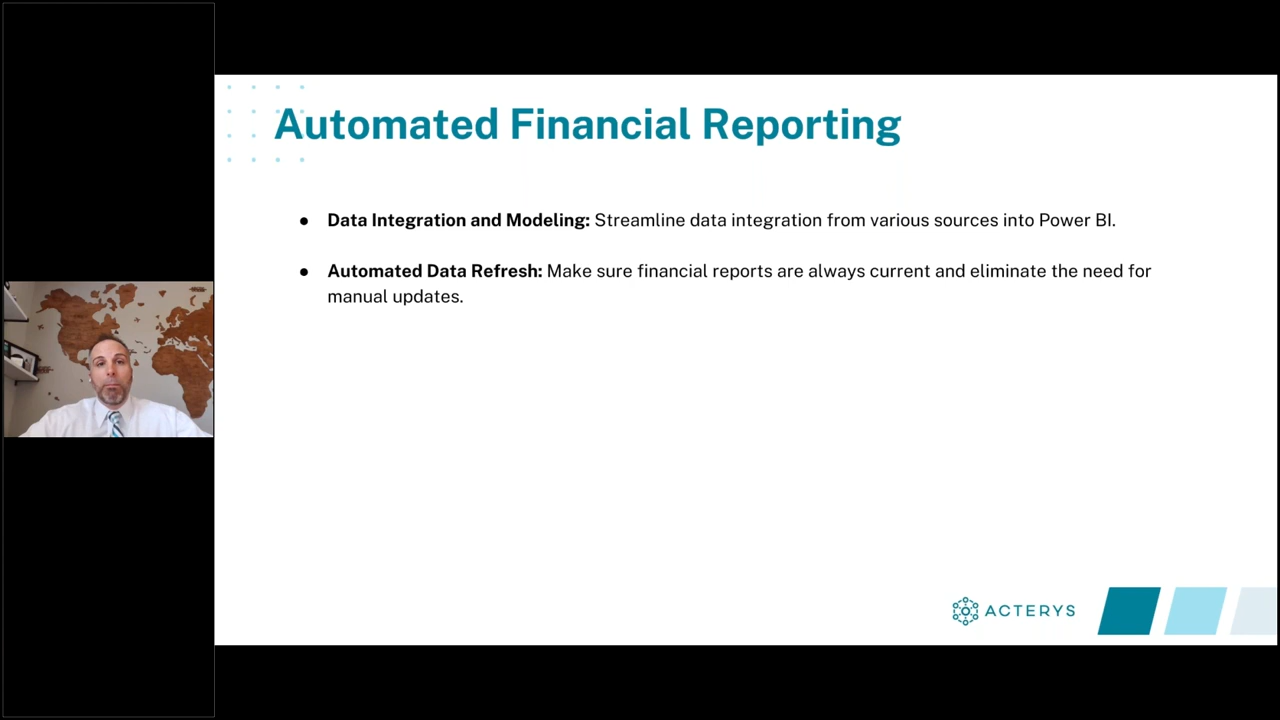 Automated Financial Reporting
● Data Integration and Modeling: Streamline data integration from various sources into Power BI.
● Automated Data Refresh: Make sure financial reports are always current and eliminate the need for
manual updates.
ACTERYS